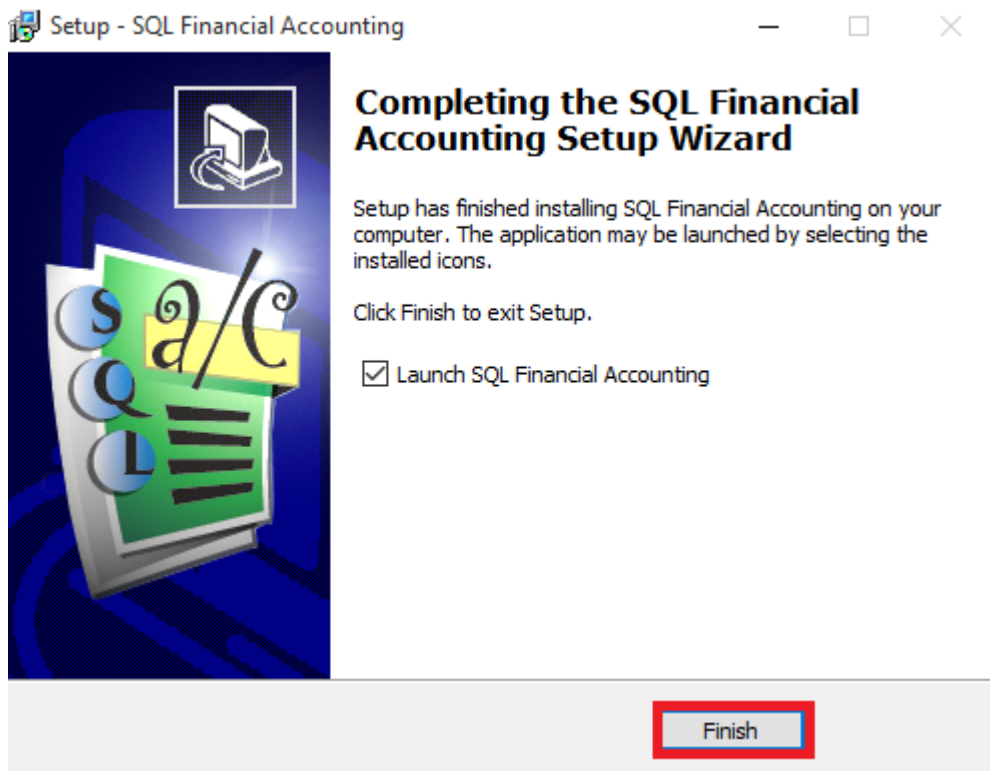 Setup - SQL Financial Accounting
Completing the SQL Financial
Accounting Setup Wizard
Setup has finished installing SQL Financial Accounting on your
computer. The application may be launched by selecting the
installed icons.
Click Finish to exit Setup.
Launch SQL Financial Accounting
S
Q
L
a/c
Finish